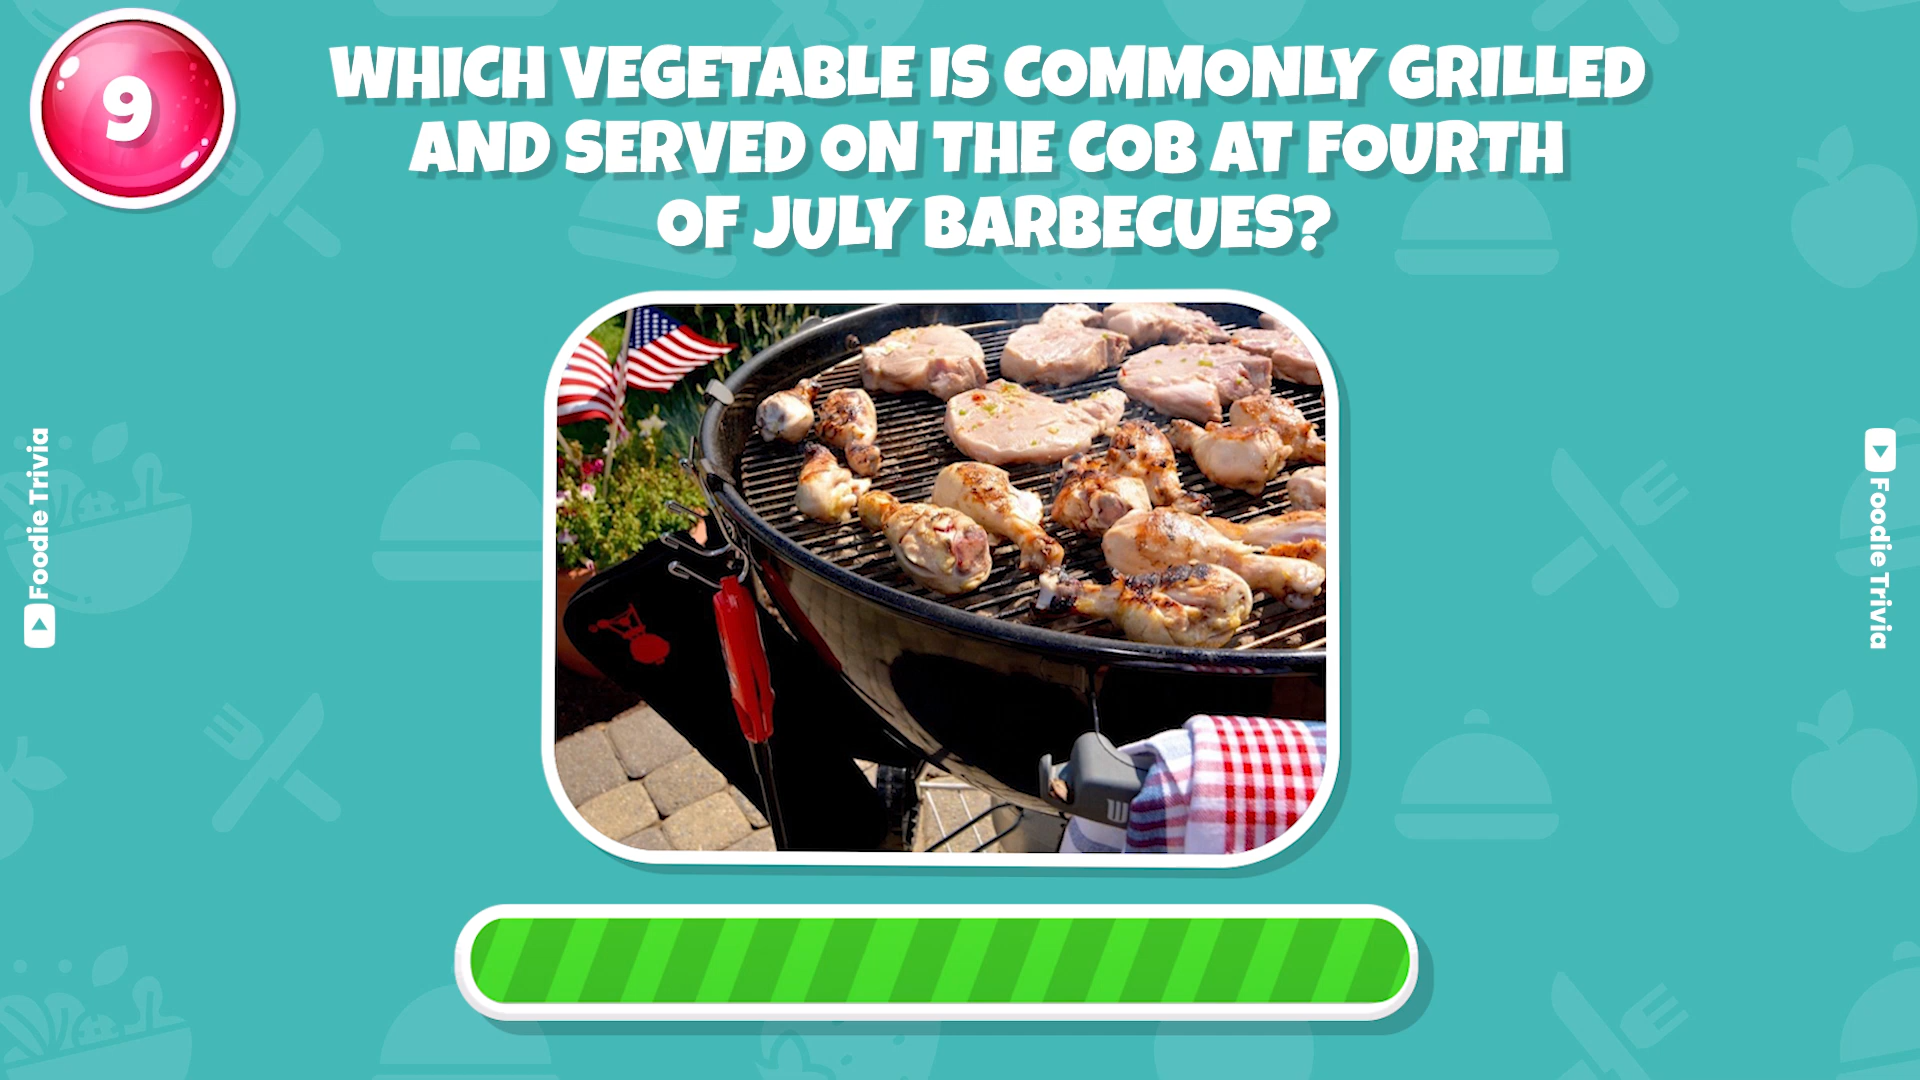 9
WHICH VEGETABLE IS COMMONLY GRILLED
AND SERVED ON THE COB AT FOURTH
OF JULY BARBECUES?
Foodie Trivia
Foodie Trivia